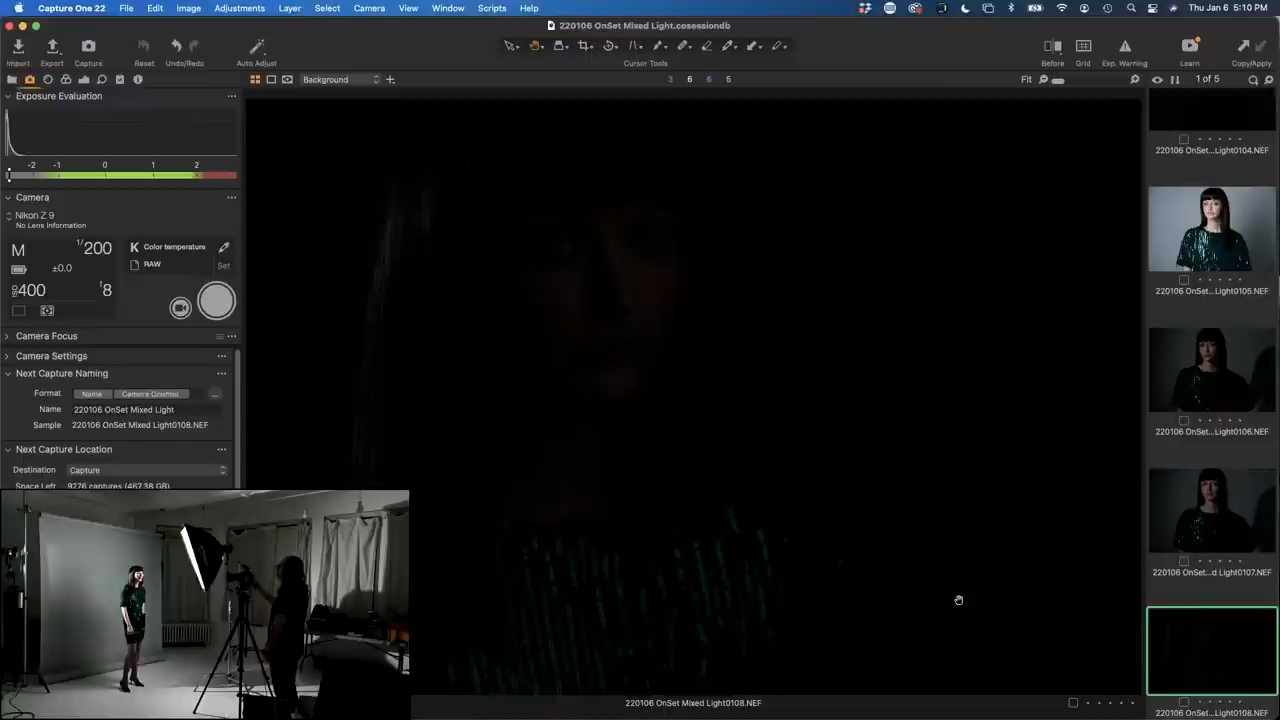 Capture One 22 File Edit Image Adjustments Layer Select Camera View Window Scripts Help Thu Jan 6 5:10 PM
220106 OnSet Mixed Light.cosessiondb
Import Export Capture Reset Undo/Redo Auto Adjust Cursor Tools Before Grid Exp. Warning Learn Copy/Apply
Background 3 6 6 5 Fit 1 of 5
Exposure Evaluation
-2 -1 0 1 2
Camera
Nikon Z 9
No Lens Information
M 1/200 K Color temperature
±0.0 RAW Set
ISO 400 f8
Camera Focus
Camera Settings
Next Capture Naming
Format Name Camera Counter ...
Name 220106 OnSet Mixed Light
Sample 220106 OnSet Mixed Light0108.NEF
Next Capture Location
Destination Capture
Space Left 9276 captures (467.38 GB)
220106 OnSet Mixed Light0108.NEF
220106 OnSet...Light0104.NEF
220106 OnSet...Light0105.NEF
220106 OnSet...Light0106.NEF
220106 OnSet...d Light0107.NEF
220106 OnSet...Light0108.NEF